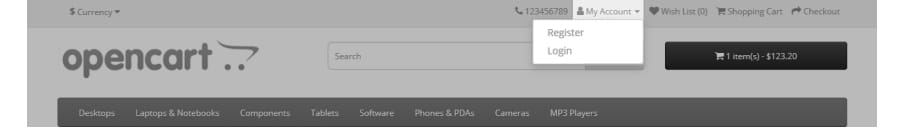 $ Currency
123456789 My Account Wish List (0) Shopping Cart Checkout
Register
Login
opencart
Search
1 item(s) - $123.20
Desktops Laptops & Notebooks Components Tablets Software Phones & PDAs Cameras MP3 Players